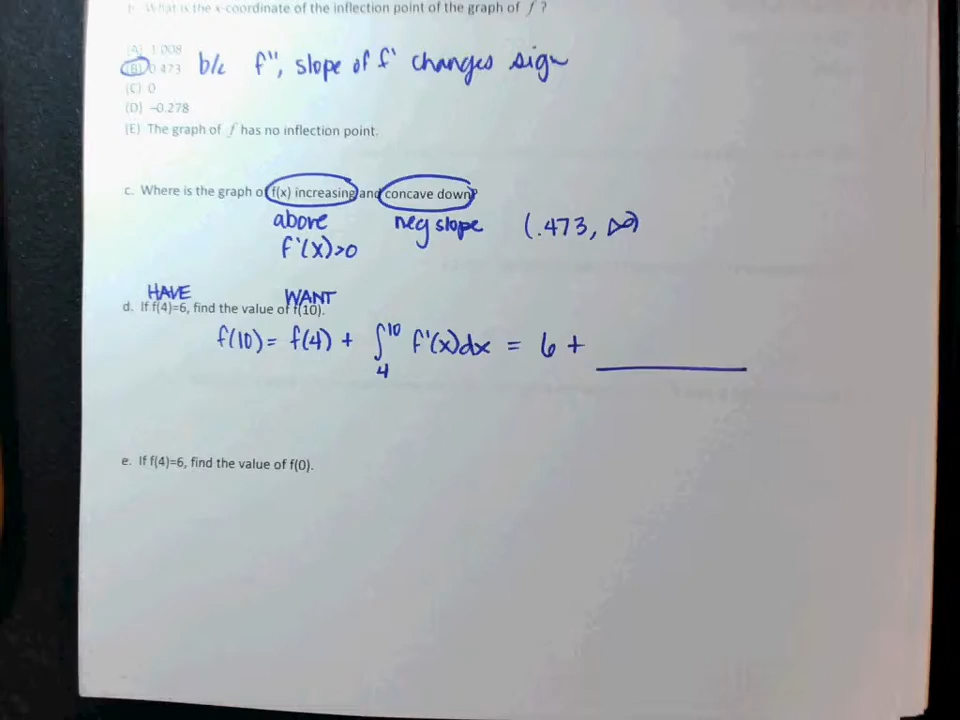 What is the x-coordinate of the inflection point of the graph of f ?
(A) 1.008
(B) 0.473 b/c f", slope of f' changes sign
(C) 0
(D) -0.278
(E) The graph of f has no inflection point.
c. Where is the graph of f(x) increasing and concave down?
above neg slope (.473, ∞)
f'(x)>0
HAVE WANT
d. If f(4)=6, find the value of f(10).
f(10) = f(4) + ∫₄¹⁰ f'(x)dx = 6 + ________
e. If f(4)=6, find the value of f(0).